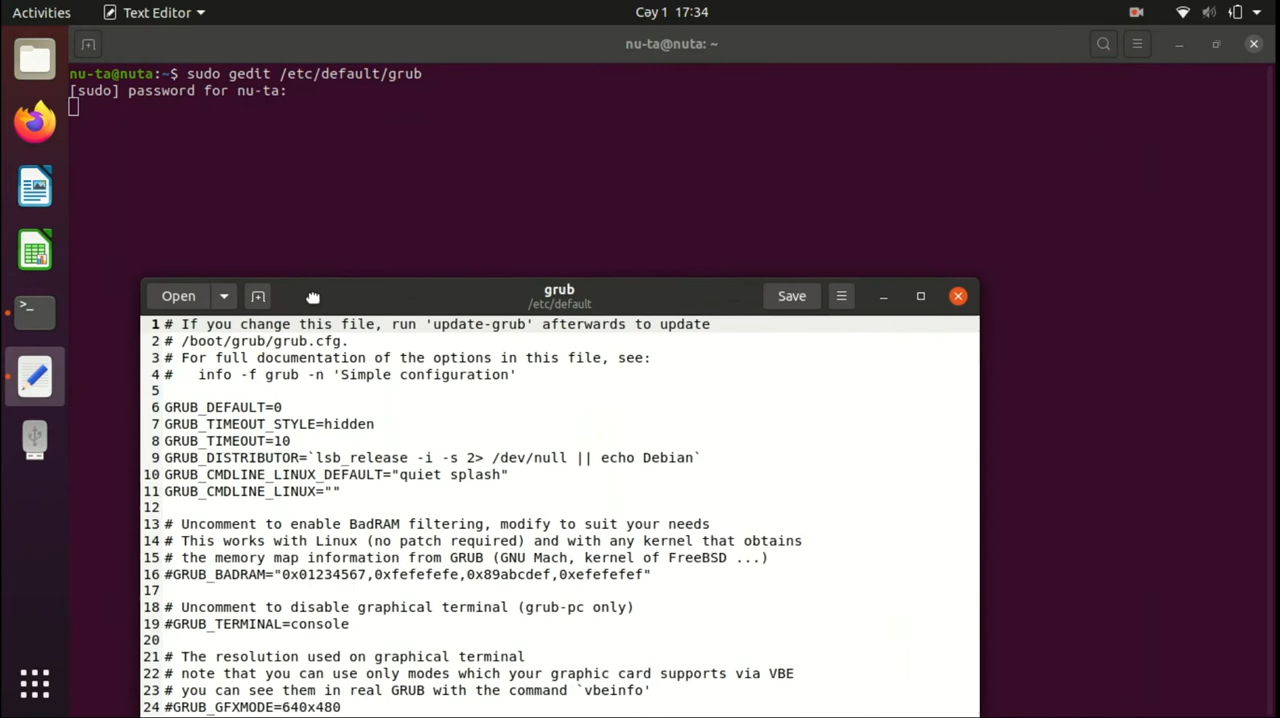 Activities
Text Editor
Cəy 1 17:34
nu-ta@nuta: ~
nu-ta@nuta:~$ sudo gedit /etc/default/grub
[sudo] password for nu-ta:
Open
grub
/etc/default
Save
1 # If you change this file, run 'update-grub' afterwards to update
2 # /boot/grub/grub.cfg.
3 # For full documentation of the options in this file, see:
4 #   info -f grub -n 'Simple configuration'
5
6 GRUB_DEFAULT=0
7 GRUB_TIMEOUT_STYLE=hidden
8 GRUB_TIMEOUT=10
9 GRUB_DISTRIBUTOR=`lsb_release -i -s 2> /dev/null || echo Debian`
10 GRUB_CMDLINE_LINUX_DEFAULT="quiet splash"
11 GRUB_CMDLINE_LINUX=""
12
13 # Uncomment to enable BadRAM filtering, modify to suit your needs
14 # This works with Linux (no patch required) and with any kernel that obtains
15 # the memory map information from GRUB (GNU Mach, kernel of FreeBSD ...)
16 #GRUB_BADRAM="0x01234567,0xfefefefe,0x89abcdef,0xefefefef"
17
18 # Uncomment to disable graphical terminal (grub-pc only)
19 #GRUB_TERMINAL=console
20
21 # The resolution used on graphical terminal
22 # note that you can use only modes which your graphic card supports via VBE
23 # you can see them in real GRUB with the command `vbeinfo'
24 #GRUB_GFXMODE=640x480